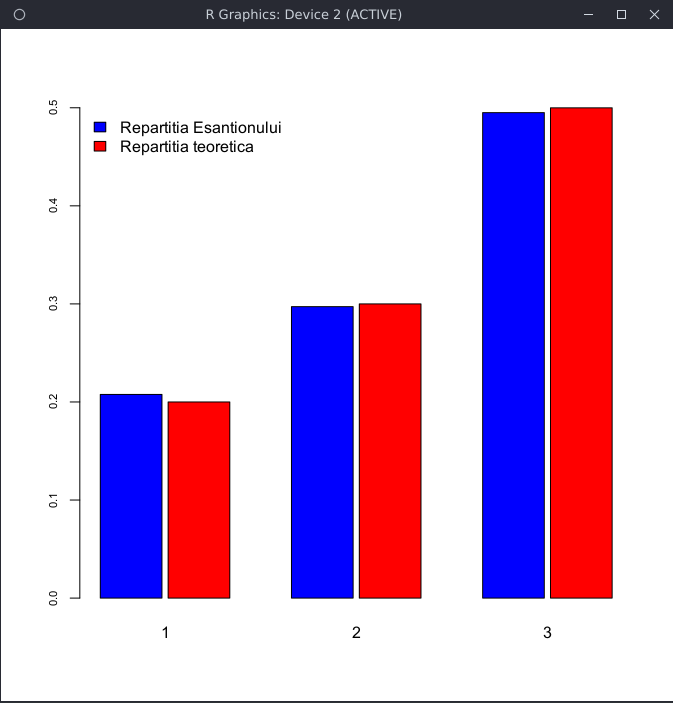 R Graphics: Device 2 (ACTIVE)
Repartitia Esantionului
Repartitia teoretica
0.5
0.4
0.3
0.2
0.1
0.0
1 2 3